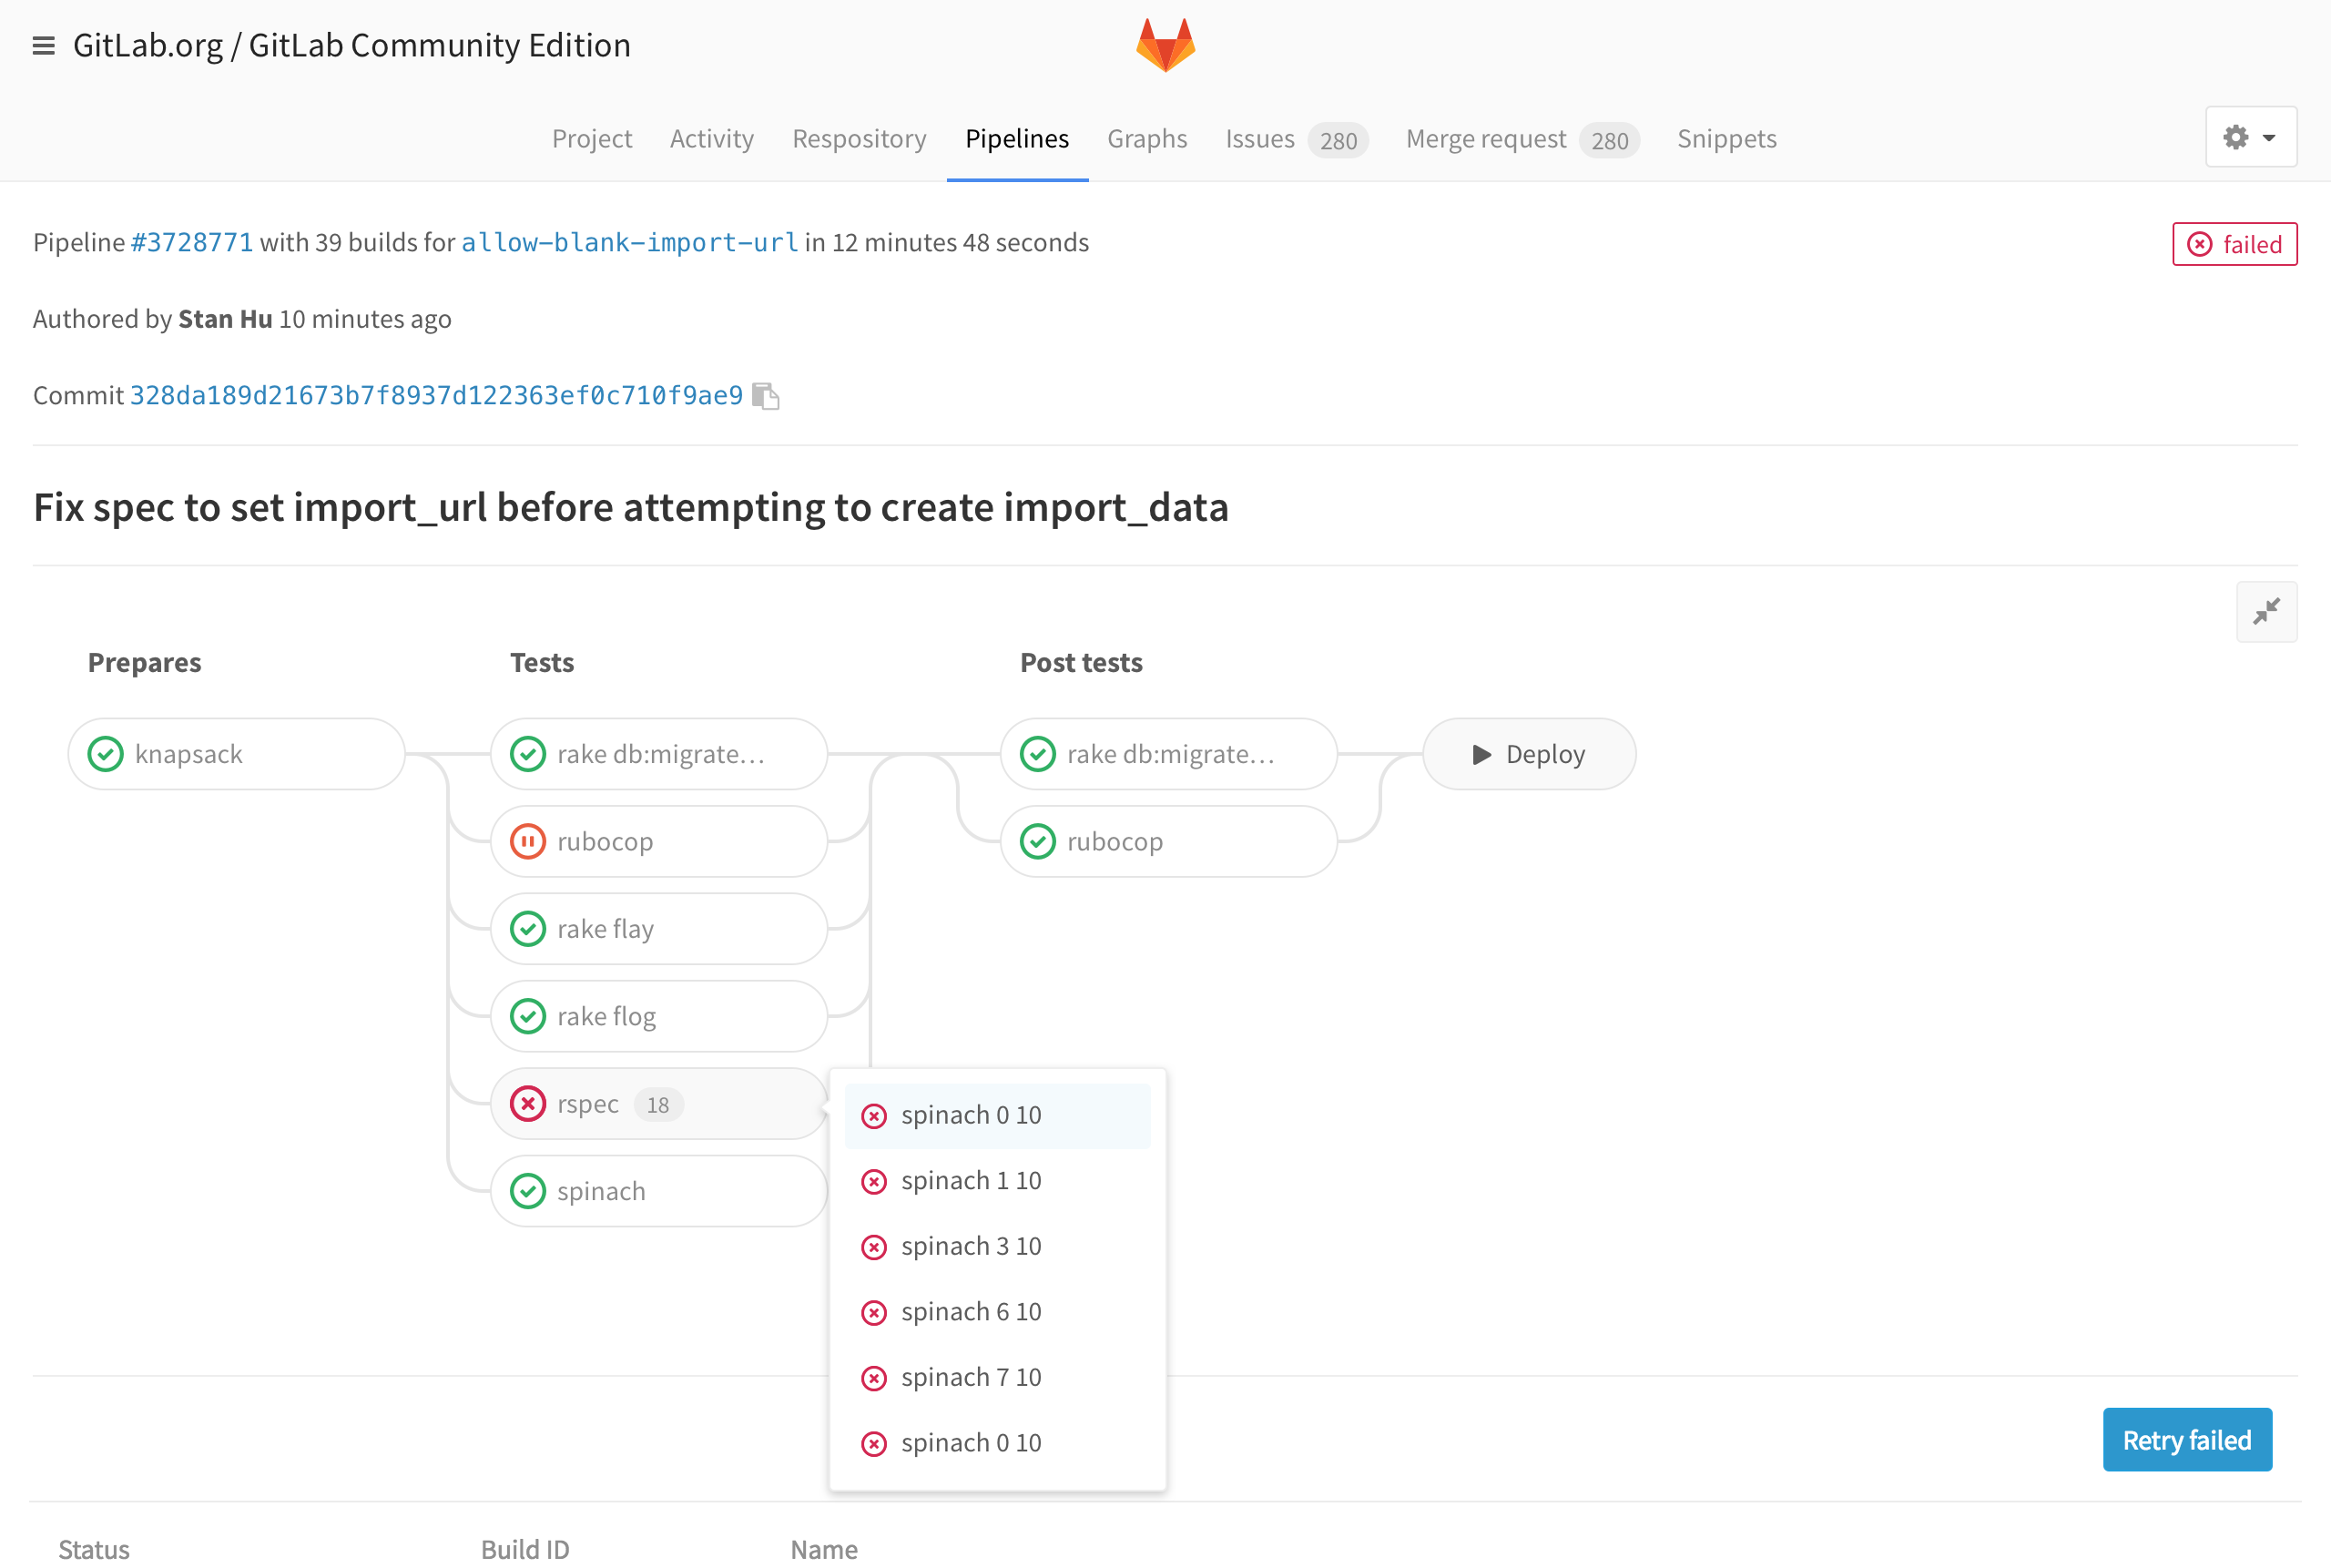 GitLab.org / GitLab Community Edition
Project Activity Respository Pipelines Graphs Issues 280 Merge request 280 Snippets
Pipeline #3728771 with 39 builds for allow-blank-import-url in 12 minutes 48 seconds
failed
Authored by Stan Hu 10 minutes ago
Commit 328da189d21673b7f8937d122363ef0c710f9ae9
Fix spec to set import_url before attempting to create import_data
Prepares Tests Post tests
knapsack rake db:migrate… rake db:migrate… Deploy
rubocop rubocop
rake flay
rake flog
rspec 18
spinach
spinach 0 10
spinach 1 10
spinach 3 10
spinach 6 10
spinach 7 10
spinach 0 10
Retry failed
Status Build ID Name